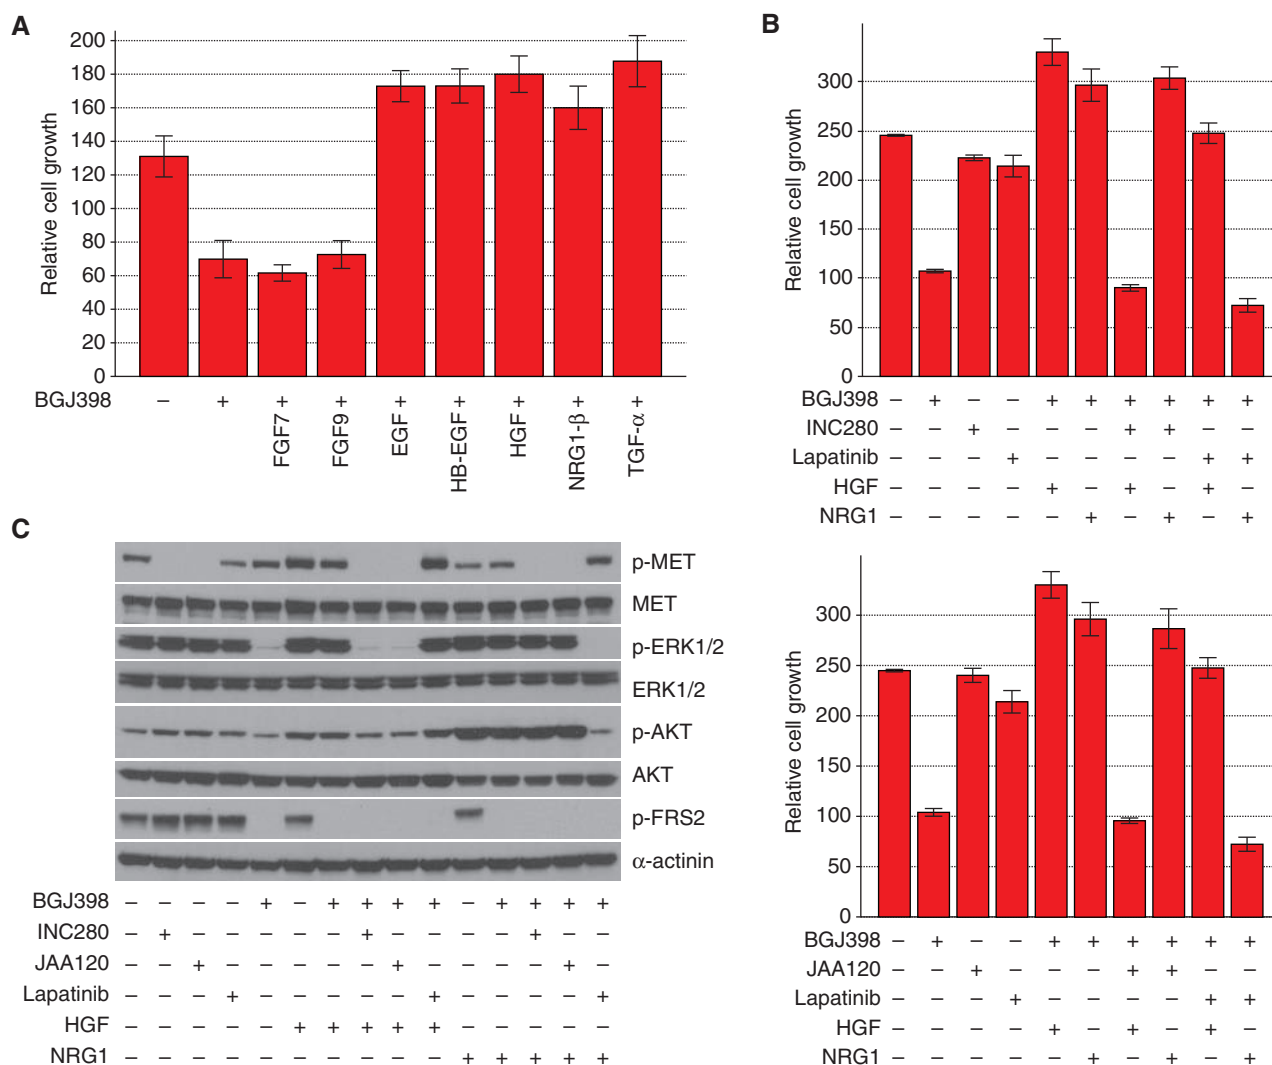 A
Relative cell growth
200
180
160
140
120
100
80
60
40
20
0
BGJ398 – + + + + + + + +
FGF7
FGF9
EGF
HB-EGF
HGF
NRG1-β
TGF-α
B
Relative cell growth
300
250
200
150
100
50
0
BGJ398 – + – – + + + + + +
INC280 – – + – – – + + – –
Lapatinib – – – + – – – – + +
HGF – – – – + – + – + –
NRG1 – – – – – + – + – +
C
p-MET
MET
p-ERK1/2
ERK1/2
p-AKT
AKT
p-FRS2
α-actinin
BGJ398 – – – – + – + + + + – + + + +
INC280 – + – – – – – + – – – – + – –
JAA120 – – + – – – – – + – – – – + –
Lapatinib – – – + – – – – – + – – – – +
HGF – – – – – + + + + + – – – – –
NRG1 – – – – – – – – – – + + + + +
Relative cell growth
300
250
200
150
100
50
0
BGJ398 – + – – + + + + + +
JAA120 – – + – – – + + – –
Lapatinib – – – + – – – – + +
HGF – – – – + – + – + –
NRG1 – – – – – + – + – +